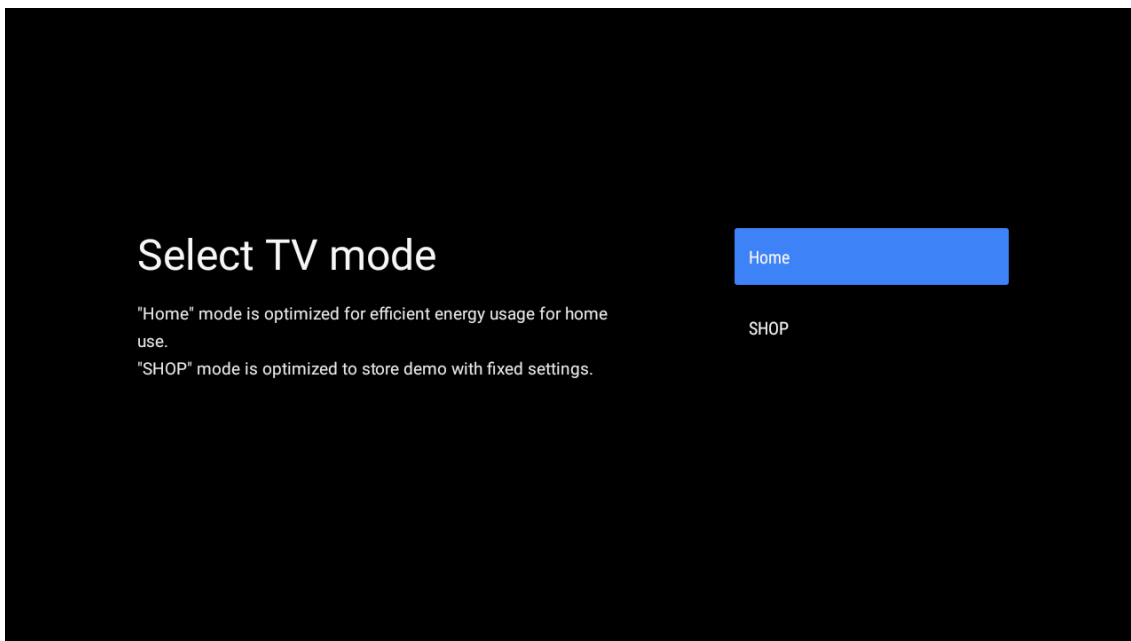 Select TV mode
"Home" mode is optimized for efficient energy usage for home
use.
"SHOP" mode is optimized to store demo with fixed settings.
Home
SHOP